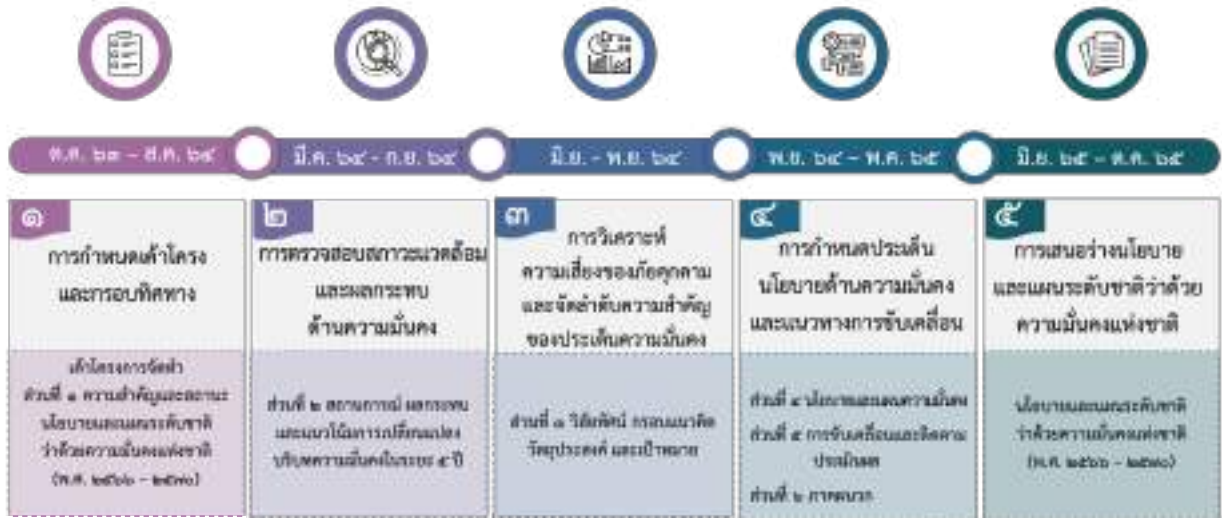 ต.ค. ๖๓ - ส.ค. ๖๔
มี.ค. ๖๔ - ก.ย. ๖๔
มิ.ย. - พ.ย. ๖๔
พ.ย. ๖๔ - พ.ค. ๖๕
มิ.ย. ๖๕ - ต.ค. ๖๕
๑
การกำหนดเค้าโครง
และกรอบทิศทาง
เค้าโครงการจัดทำ
ส่วนที่ ๑ ความสำคัญและสถานะ
นโยบายและแผนระดับชาติ
ว่าด้วยความมั่นคงแห่งชาติ
(พ.ศ. ๒๕๖๖ - ๒๕๗๐)
๒
การตรวจสอบสภาวะแวดล้อม
และผลกระทบ
ด้านความมั่นคง
ส่วนที่ ๒ สถานการณ์ ผลกระทบ
และแนวโน้มการเปลี่ยนแปลง
บริบทความมั่นคงในระยะ ๕ ปี
๓
การวิเคราะห์
ความเสี่ยงของภัยคุกคาม
และจัดลำดับความสำคัญ
ของประเด็นความมั่นคง
ส่วนที่ ๓ วิสัยทัศน์ กรอบแนวคิด
วัตถุประสงค์ และเป้าหมาย
๔
การกำหนดประเด็น
นโยบายด้านความมั่นคง
และแนวทางการขับเคลื่อน
ส่วนที่ ๔ นโยบายและแผนความมั่นคง
ส่วนที่ ๕ การขับเคลื่อนและติดตาม
ประเมินผล
ส่วนที่ ๖ ภาคผนวก
๕
การเสนอร่างนโยบาย
และแผนระดับชาติว่าด้วย
ความมั่นคงแห่งชาติ
นโยบายและแผนระดับชาติ
ว่าด้วยความมั่นคงแห่งชาติ
(พ.ศ. ๒๕๖๖ - ๒๕๗๐)